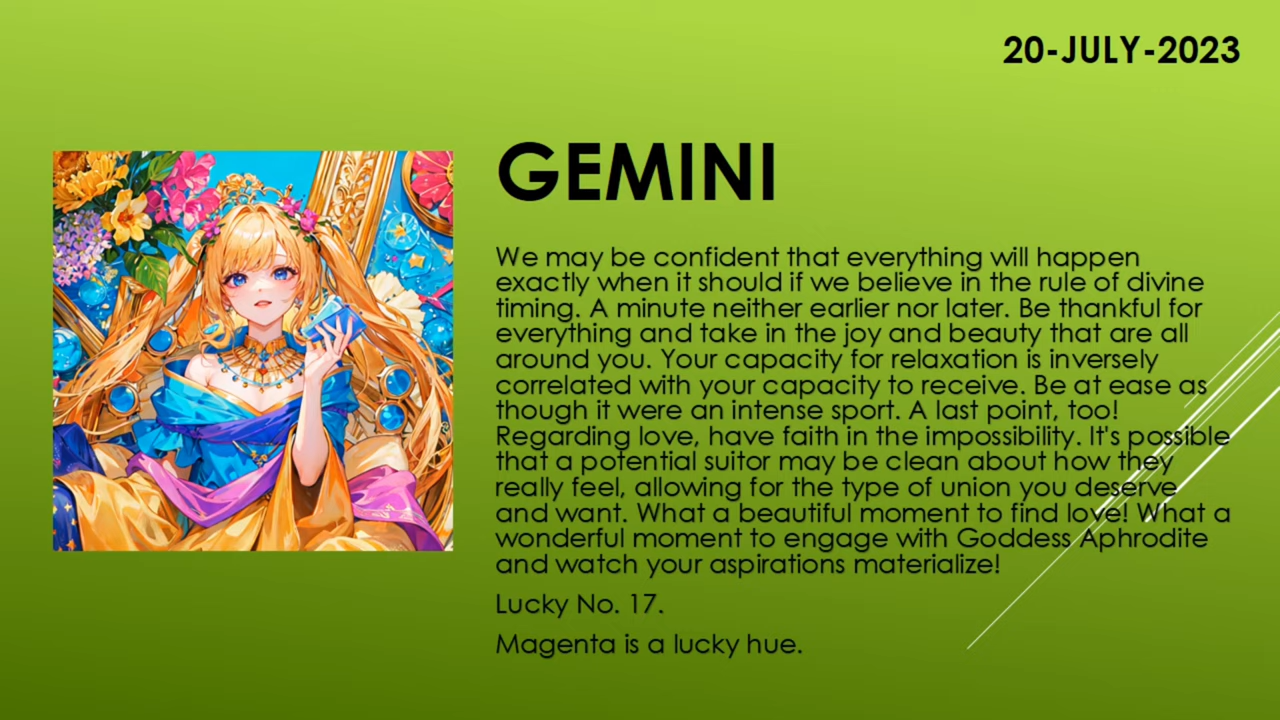 20-JULY-2023
GEMINI
We may be confident that everything will happen
exactly when it should if we believe in the rule of divine
timing. A minute neither earlier nor later. Be thankful for
everything and take in the joy and beauty that are all
around you. Your capacity for relaxation is inversely
correlated with your capacity to receive. Be at ease as
though it were an intense sport. A last point, too!
Regarding love, have faith in the impossibility. It's possible
that a potential suitor may be clean about how they
really feel, allowing for the type of union you deserve
and want. What a beautiful moment to find love! What a
wonderful moment to engage with Goddess Aphrodite
and watch your aspirations materialize!
Lucky No. 17.
Magenta is a lucky hue.